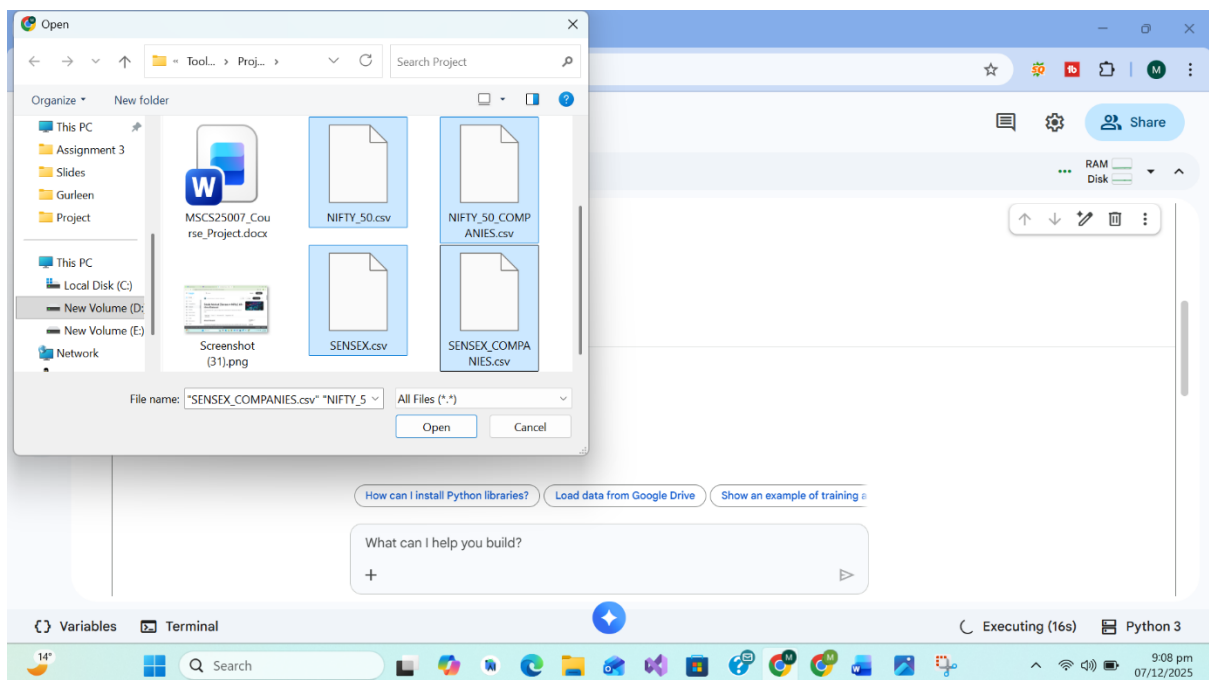 Open
« Tool... › Proj... ›
Search Project
Organize
New folder
This PC
Assignment 3
Slides
Gurleen
Project
This PC
Local Disk (C:)
New Volume (D:
New Volume (E:)
Network
W
MSCS25007_Cou
rse_Project.docx
NIFTY_50.csv
NIFTY_50_COMP
ANIES.csv
Screenshot
(31).png
SENSEX.csv
SENSEX_COMPA
NIES.csv
File name:
"SENSEX_COMPANIES.csv" "NIFTY_5
All Files (*.*)
Open
Cancel
M
Share
RAM
Disk
How can I install Python libraries?
Load data from Google Drive
Show an example of training a
What can I help you build?
Variables
Terminal
Executing (16s)
Python 3
14°
Search
9:08 pm
07/12/2025